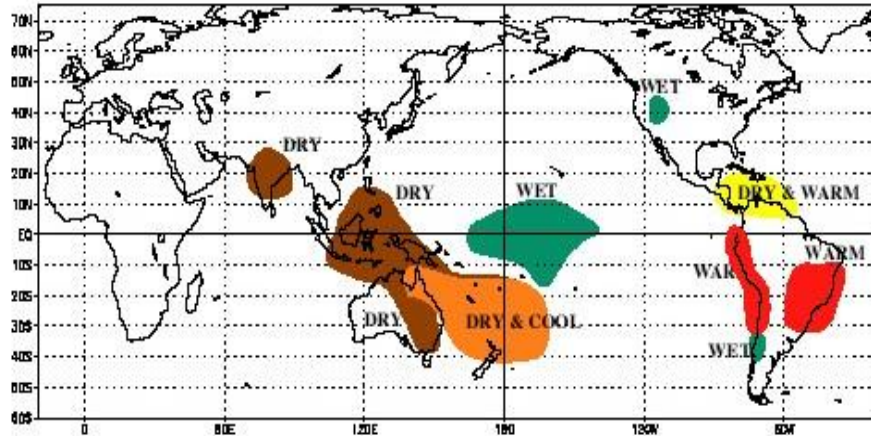 70N
60N
50N
40N
30N
20N
10N
EQ
10S
20S
30S
40S
50S
60S
WET
DRY
DRY
WET
DRY & WARM
WARM
WAR
DRY
DRY & COOL
WET
0
60E
120E
180
120W
60W